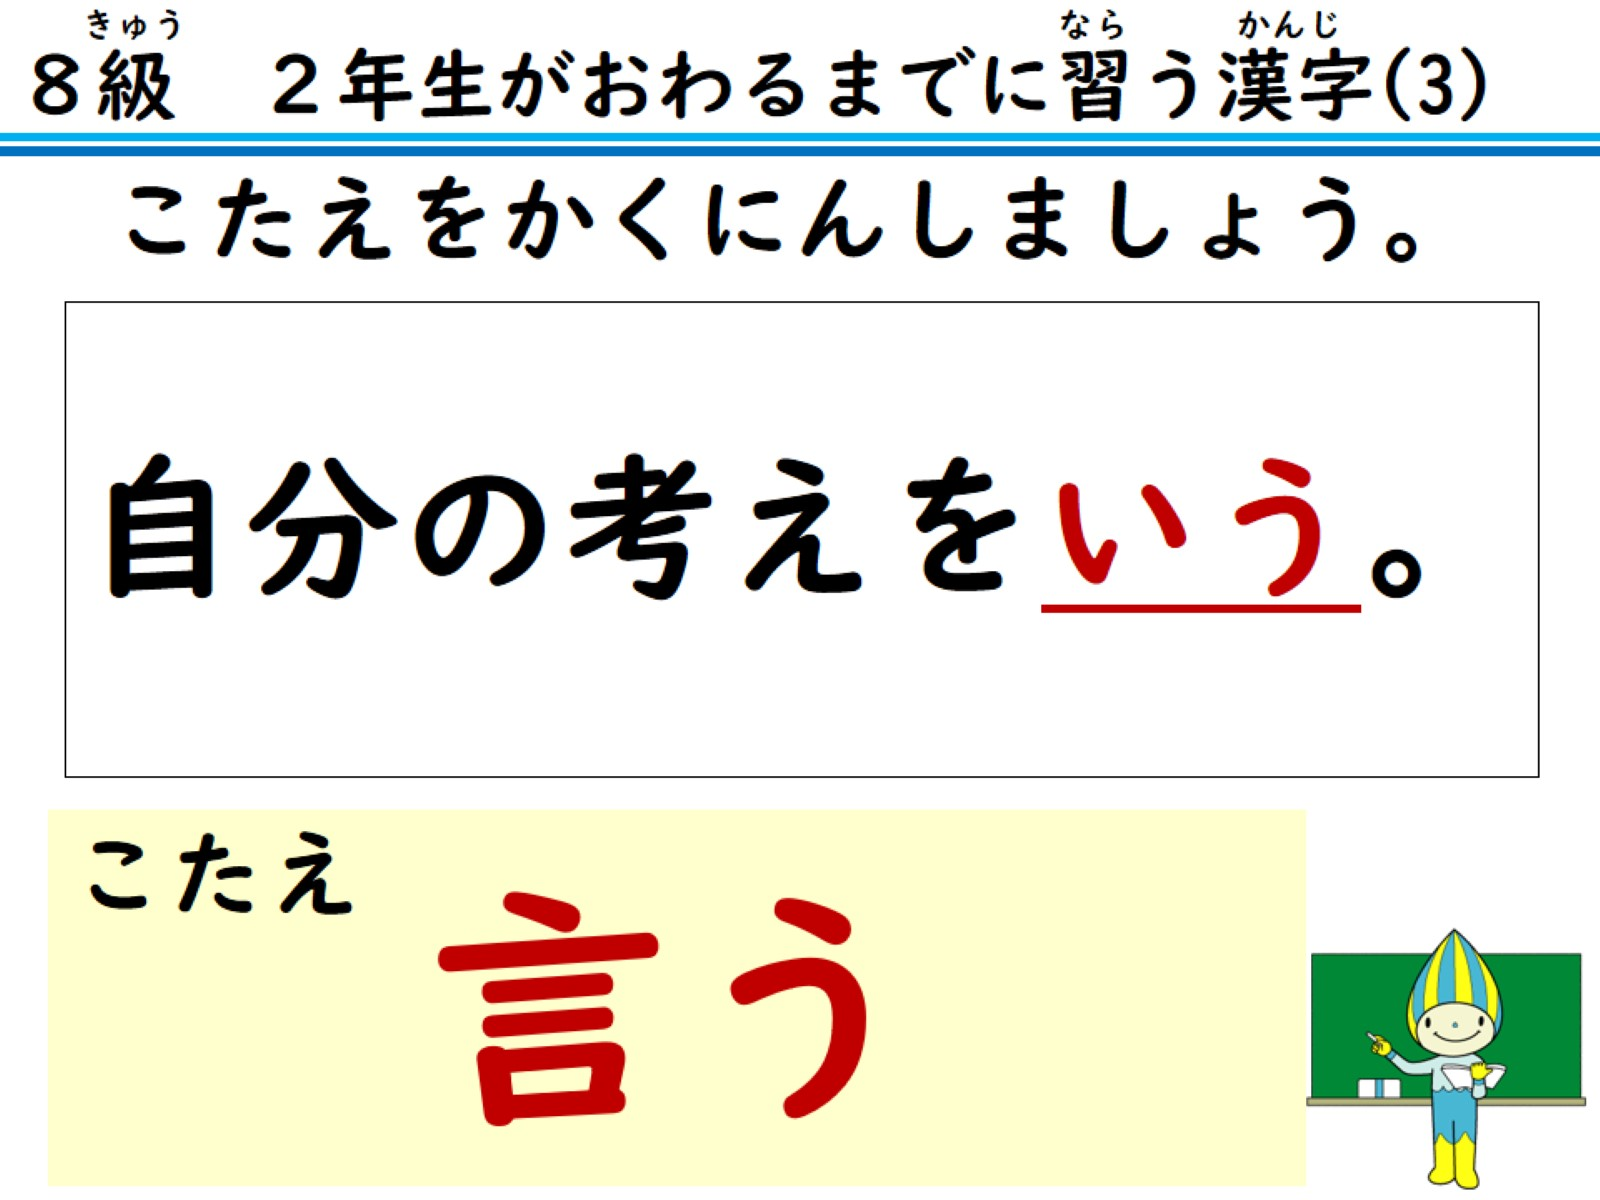 きゅう なら かんじ
８級　２年生がおわるまでに習う漢字(3)
こたえをかくにんしましょう。
自分の考えをいう。
こたえ
言う